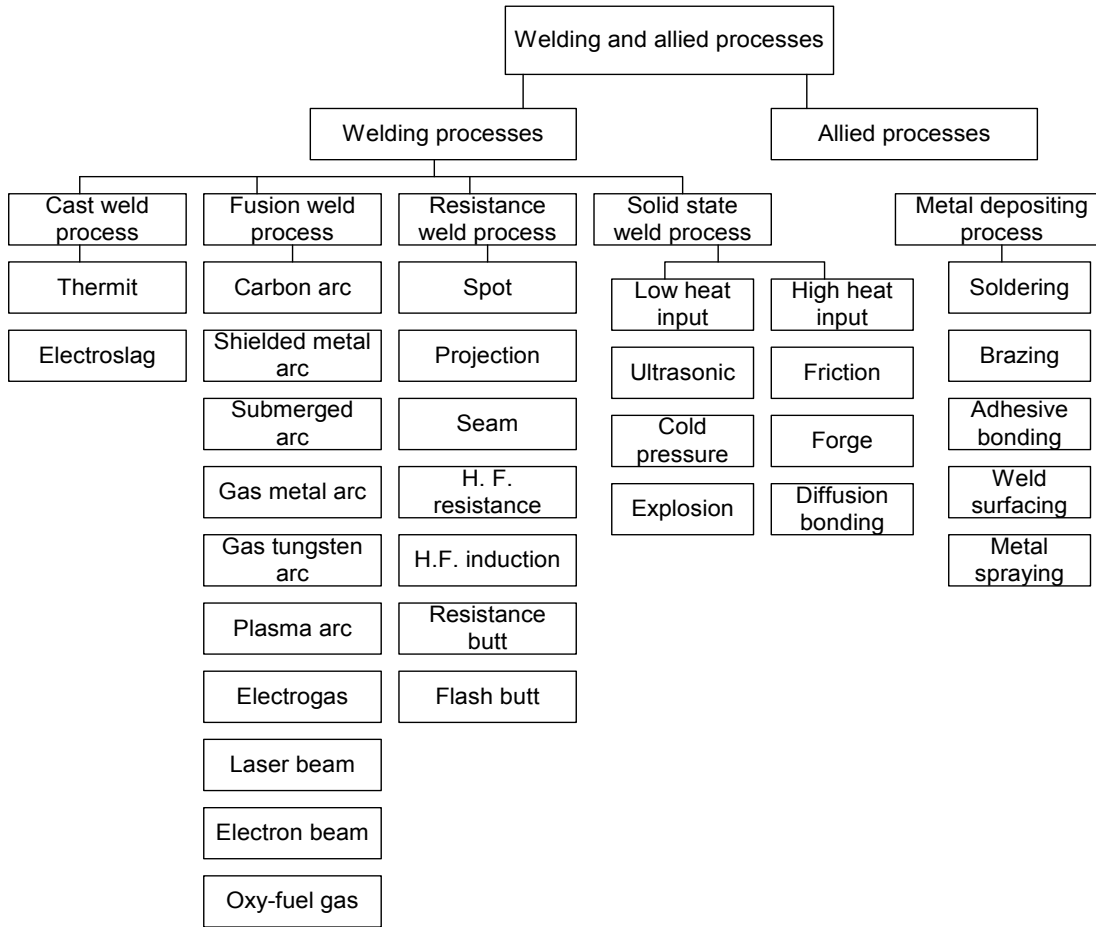 Welding and allied processes
Welding processes
Allied processes
Cast weld
process
Thermit
Electroslag
Fusion weld
process
Carbon arc
Shielded metal
arc
Submerged
arc
Gas metal arc
Gas tungsten
arc
Plasma arc
Electrogas
Laser beam
Electron beam
Oxy-fuel gas
Resistance
weld process
Spot
Projection
Seam
H. F.
resistance
H.F. induction
Resistance
butt
Flash butt
Solid state
weld process
Low heat
input
Ultrasonic
Cold
pressure
Explosion
High heat
input
Friction
Forge
Diffusion
bonding
Metal depositing
process
Soldering
Brazing
Adhesive
bonding
Weld
surfacing
Metal
spraying